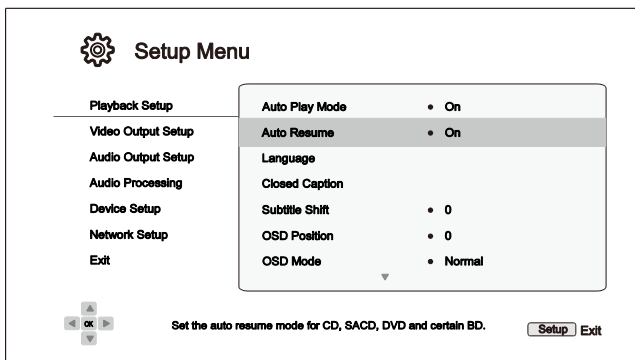 Setup Menu
Playback Setup
Video Output Setup
Audio Output Setup
Audio Processing
Device Setup
Network Setup
Exit
Auto Play Mode • On
Auto Resume • On
Language
Closed Caption
Subtitle Shift • 0
OSD Position • 0
OSD Mode • Normal
OK
Set the auto resume mode for CD, SACD, DVD and certain BD.
Setup Exit